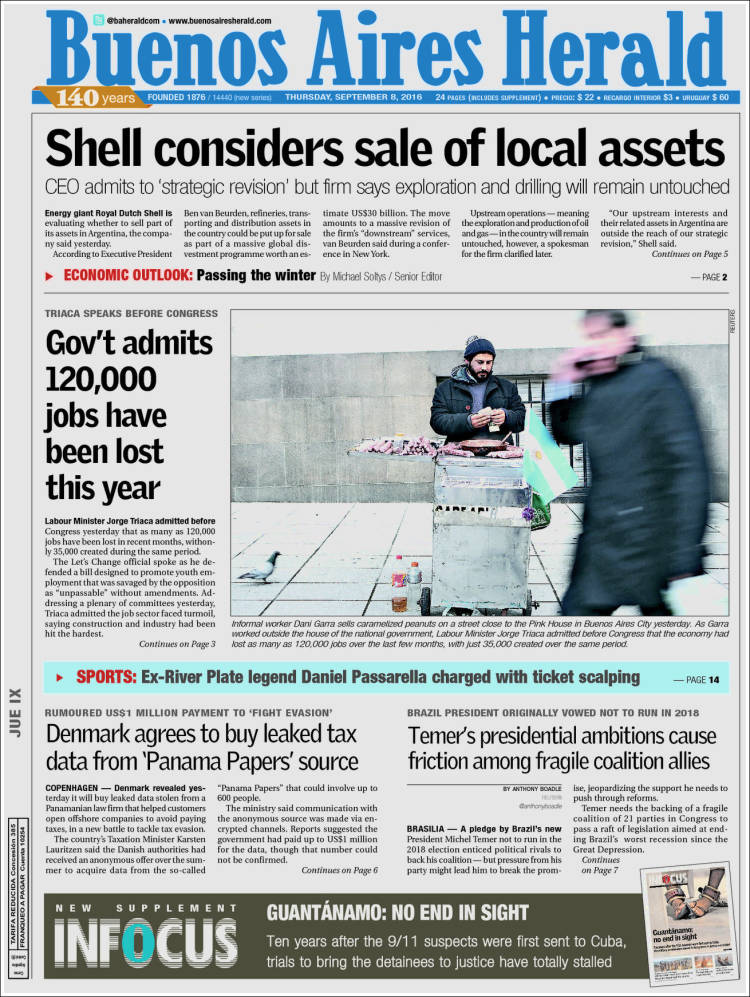 @baheraldcom • www.buenosairesherald.com
Buenos Aires Herald
140 years
FOUNDED 1876 / 14440 (new series) THURSDAY, SEPTEMBER 8, 2016 24 PAGES (INCLUDES SUPPLEMENT) • PRECIO: $ 22 • RECARGO INTERIOR $3 • URUGUAY $ 60
Shell considers sale of local assets
CEO admits to ‘strategic revision’ but firm says exploration and drilling will remain untouched
Energy giant Royal Dutch Shell is
evaluating whether to sell part of
its assets in Argentina, the compa-
ny said yesterday.
According to Executive President
Ben van Beurden, refineries, trans-
porting and distribution assets in
the country could be put up for sale
as part of a massive global dis-
vestment programme worth an es-
timate US$30 billion. The move
amounts to a massive revision of
the firm’s “downstream” services,
van Beurden said during a confer-
ence in New York.
Upstream operations — meaning
the exploration and production of oil
and gas — in the country will remain
untouched, however, a spokesman
for the firm clarified later.
“Our upstream interests and
their related assets in Argentina are
outside the reach of our strategic
revision,” Shell said.
Continues on Page 5
ECONOMIC OUTLOOK: Passing the winter By Michael Soltys / Senior Editor — PAGE 2
TRIACA SPEAKS BEFORE CONGRESS
Gov’t admits
120,000
jobs have
been lost
this year
Labour Minister Jorge Triaca admitted before
Congress yesterday that as many as 120,000
jobs have been lost in recent months, withon-
ly 35,000 created during the same period.
The Let’s Change official spoke as he de-
fended a bill designed to promote youth em-
ployment that was savaged by the opposition
as “unpassable” without amendments. Ad-
dressing a plenary of committees yesterday,
Triaca admitted the job sector faced turmoil,
saying construction and industry had been
hit the hardest.
Continues on Page 3
REUTERS
Informal worker Dani Garra sells caramelized peanuts on a street close to the Pink House in Buenos Aires City yesterday. As Garra
worked outside the house of the national government, Labour Minister Jorge Triaca admitted before Congress that the economy had
lost as many as 120,000 jobs over the last few months, with just 35,000 created over the same period.
SPORTS: Ex-River Plate legend Daniel Passarella charged with ticket scalping — PAGE 14
RUMOURED US$1 MILLION PAYMENT TO ‘FIGHT EVASION’
Denmark agrees to buy leaked tax
data from ‘Panama Papers’ source
COPENHAGEN — Denmark revealed yes-
terday it will buy leaked data stolen from a
Panamanian law firm that helped customers
open offshore companies to avoid paying
taxes, in a new battle to tackle tax evasion.
The country’s Taxation Minister Karsten
Lauritzen said the Danish authorities had
received an anonymous offer over the sum-
mer to acquire data from the so-called
“Panama Papers” that could involve up to
600 people.
The ministry said communication with
the anonymous source was made via en-
crypted channels. Reports suggested the
government had paid up to US$1 million
for the data, though that number could
not be confirmed.
Continues on Page 6
BRAZIL PRESIDENT ORIGINALLY VOWED NOT TO RUN IN 2018
Temer’s presidential ambitions cause
friction among fragile coalition allies
BY ANTHONY BOADLE
REUTERS
@anthonyboadle
BRASILIA — A pledge by Brazil’s new
President Michel Temer not to run in the
2018 election enticed political rivals to
back his coalition — but pressure from his
party might lead him to break the prom-
ise, jeopardizing the support he needs to
push through reforms.
Temer needs the backing of a fragile
coalition of 21 parties in Congress to
pass a raft of legislation aimed at end-
ing Brazil’s worst recession since the
Great Depression.
Continues
on Page 7
NEW SUPPLEMENT
INFOCUS
GUANTÁNAMO: NO END IN SIGHT
Ten years after the 9/11 suspects were first sent to Cuba,
trials to bring the detainees to justice have totally stalled
INFOCUS
Guantánamo:
no end in sight
JUE IX
TARIFA REDUCIDA Concesión 385
FRANQUEO A PAGAR Cuenta 10254